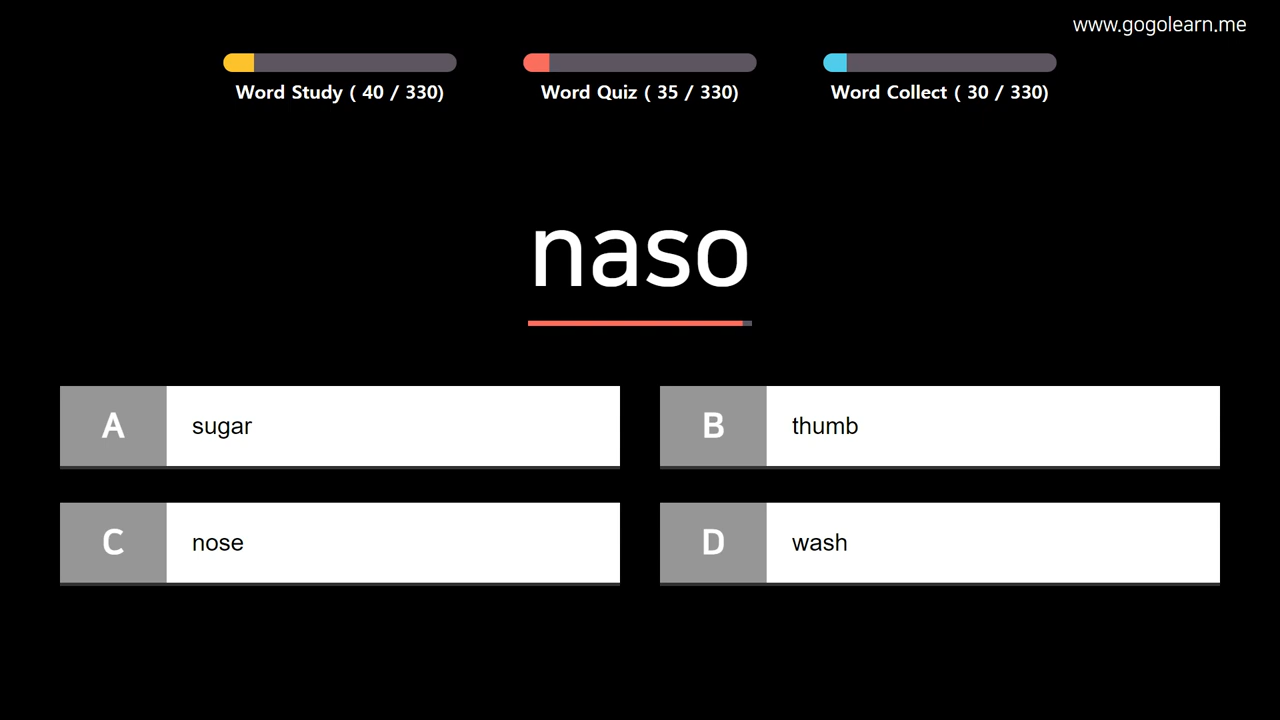 www.gogolearn.me
Word Study ( 40 / 330)
Word Quiz ( 35 / 330)
Word Collect ( 30 / 330)
naso
A sugar
B thumb
C nose
D wash